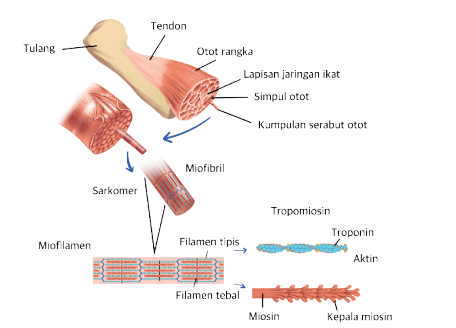 Tendon
Tulang
Otot rangka
Lapisan jaringan ikat
Simpul otot
Kumpulan serabut otot
Miofibril
Sarkomer
Tropomiosin
Troponin
Miofilamen
Filamen tipis
Aktin
Filamen tebal
Miosin
Kepala miosin